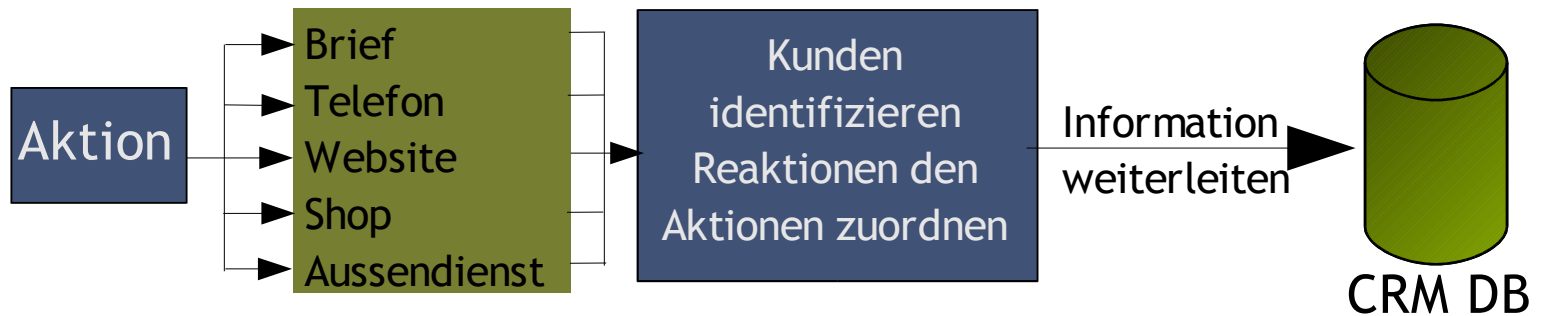 Aktion
Brief
Telefon
Website
Shop
Aussendienst
Kunden
identifizieren
Reaktionen den
Aktionen zuordnen
Information
weiterleiten
CRM DB